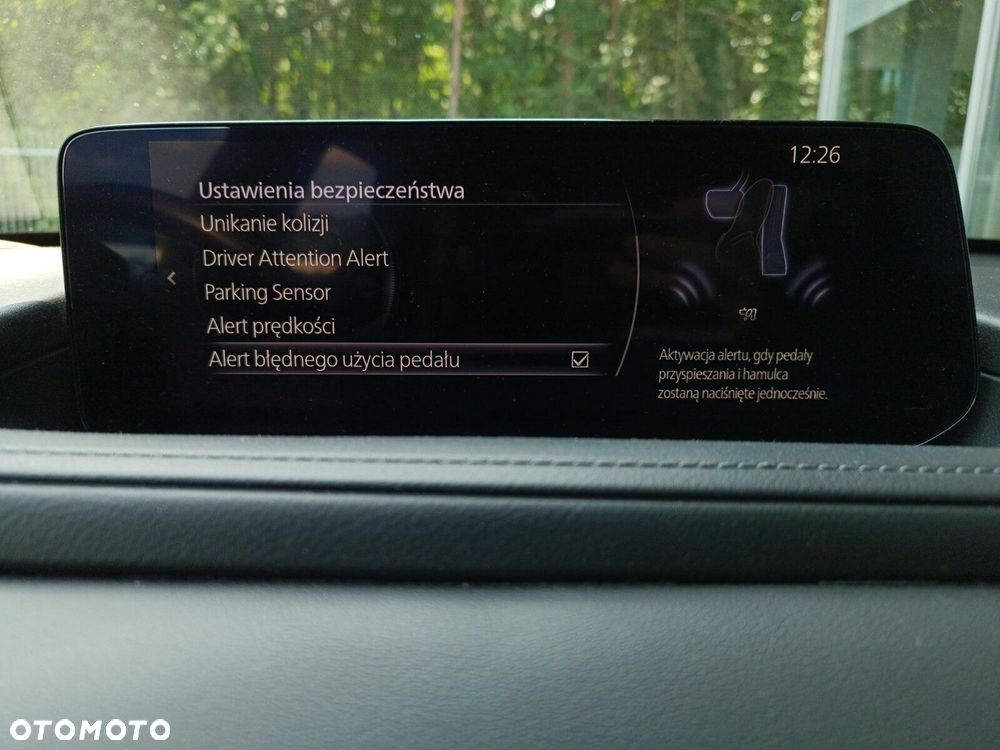 12:26
Ustawienia bezpieczeństwa
Unikanie kolizji
Driver Attention Alert
Parking Sensor
Alert prędkości
Alert błędnego użycia pedału
Aktywacja alertu, gdy pedały
przyspieszania i hamulca
zostaną naciśnięte jednocześnie.
OTOMOTO